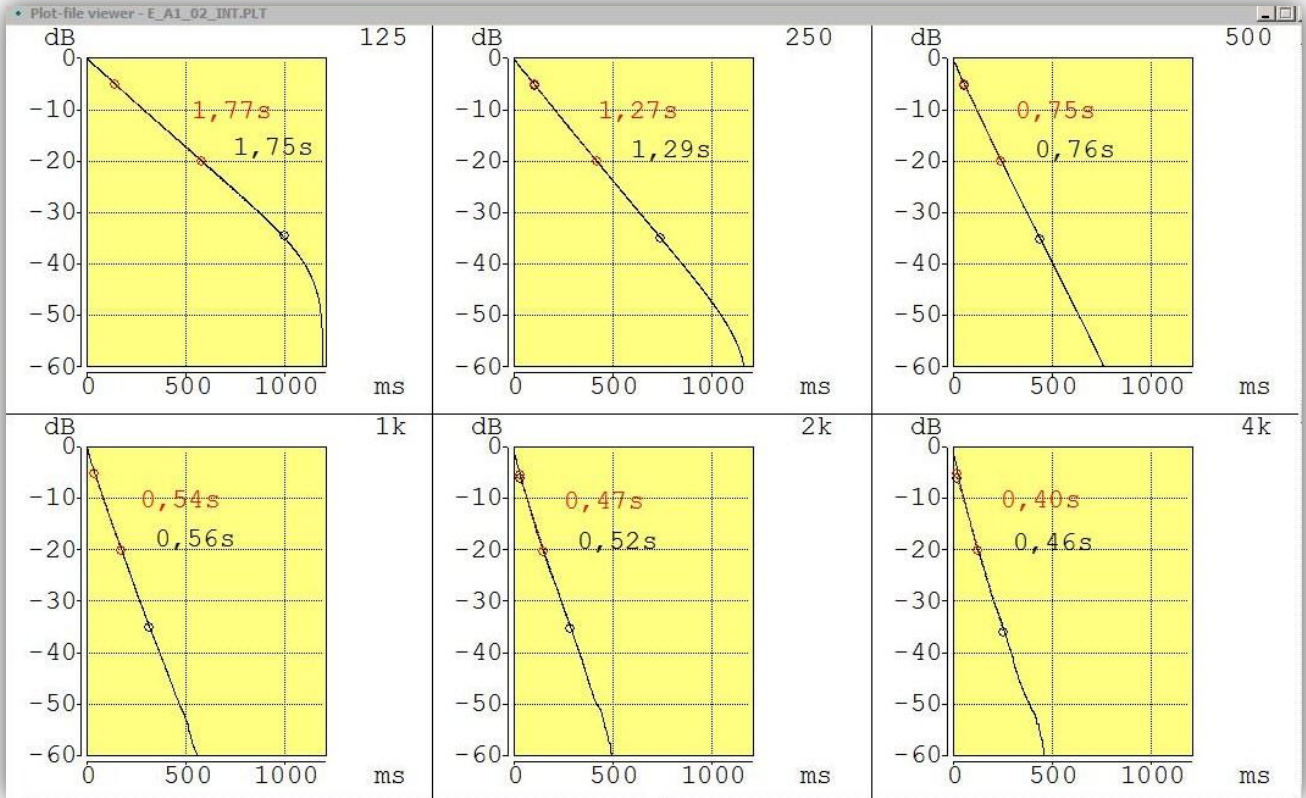 Plot-file viewer - E_A1_02_INT.PLT
dB 125
0
-10
-20
-30
-40
-50
-60
1,77s
1,75s
0 500 1000 ms
dB 250
0
-10
-20
-30
-40
-50
-60
1,27s
1,29s
0 500 1000 ms
dB 500
0
-10
-20
-30
-40
-50
-60
0,75s
0,76s
0 500 1000 ms
dB 1k
0
-10
-20
-30
-40
-50
-60
0,54s
0,56s
0 500 1000 ms
dB 2k
0
-10
-20
-30
-40
-50
-60
0,47s
0,52s
0 500 1000 ms
dB 4k
0
-10
-20
-30
-40
-50
-60
0,40s
0,46s
0 500 1000 ms